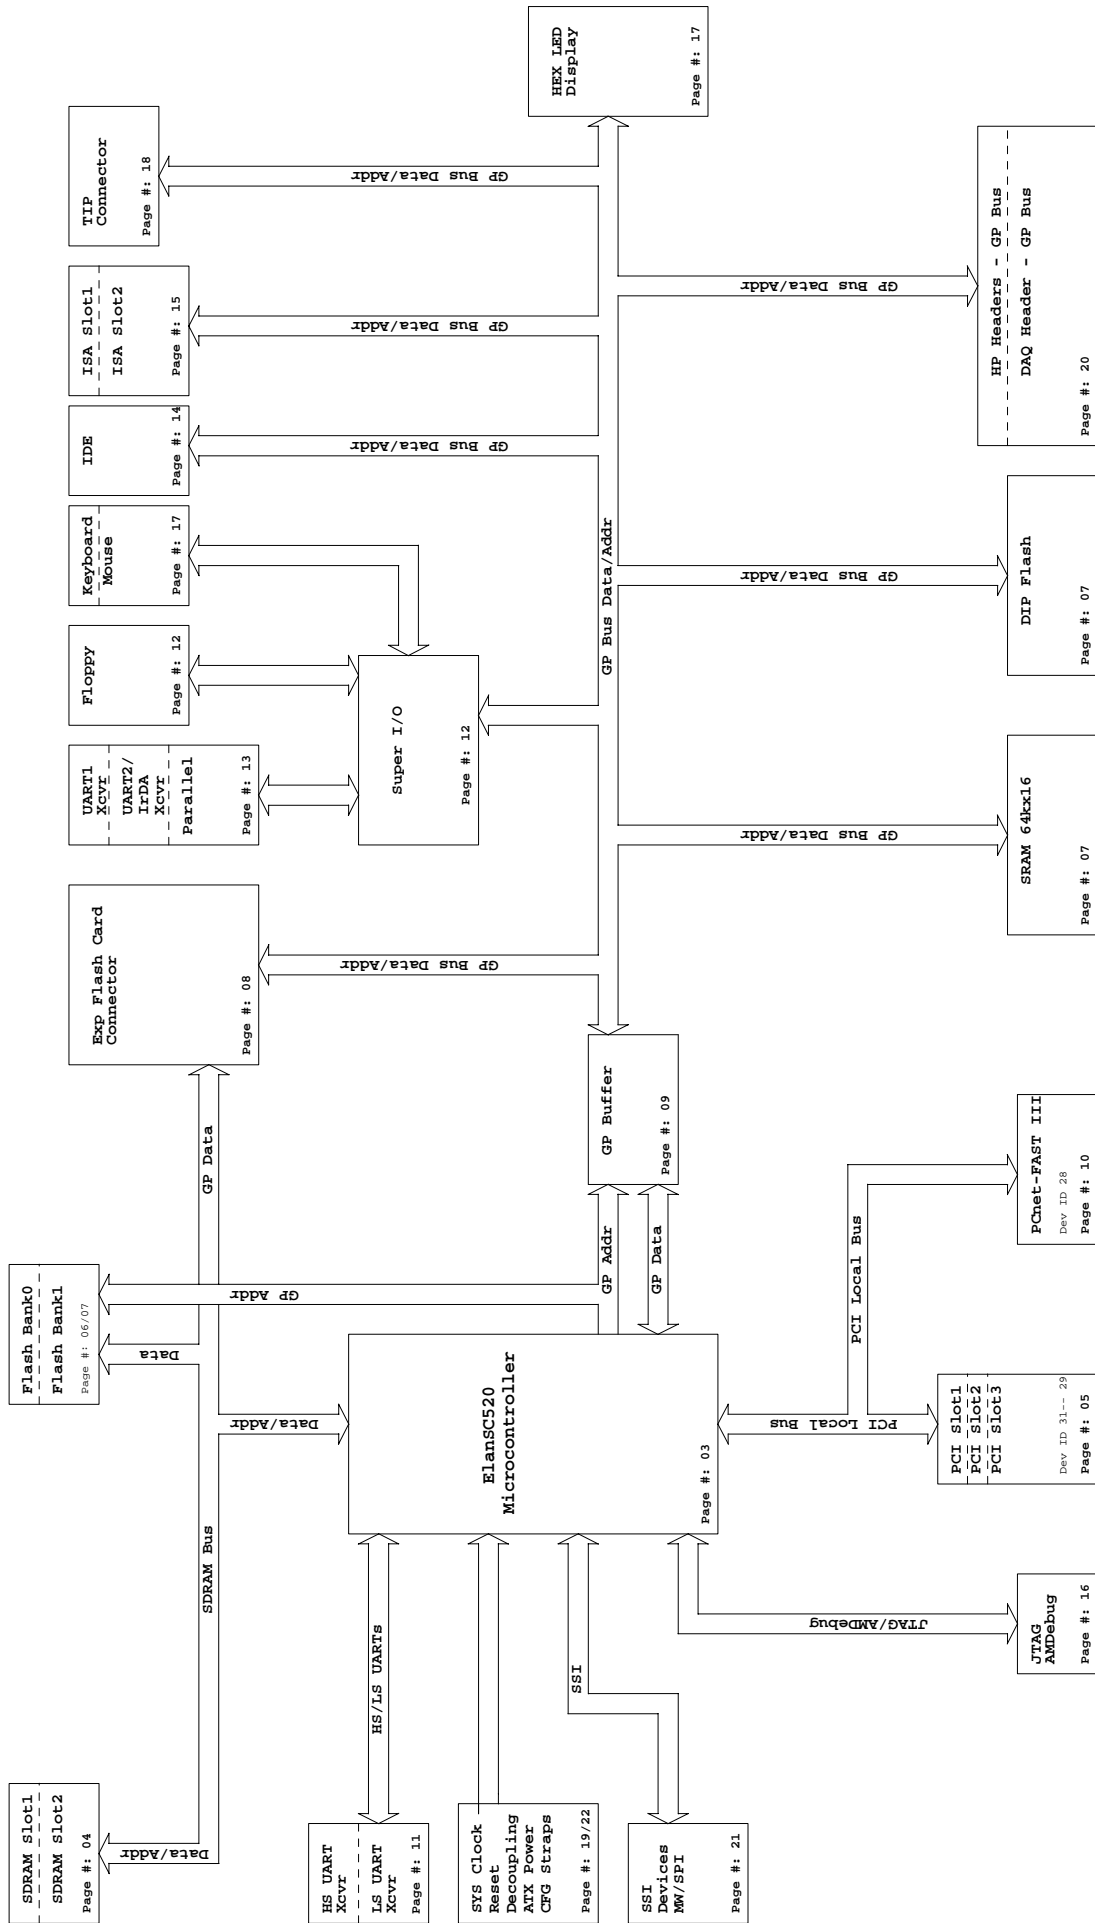 SDRAM Slot1
SDRAM Slot2
Page #: 04
Data/Addr
SDRAM Bus
Flash Bank0
Flash Bank1
Page #: 06/07
Data
GP Addr
GP Data
Data/Addr
Exp Flash Card
Connector
Page #: 08
GP Bus Data/Addr
UART1
Xcvr
UART2/
IrDA
Xcvr
Parallel
Page #: 13
Floppy
Page #: 12
Keyboard
Mouse
Page #: 17
IDE
Page #: 14
GP Bus Data/Addr
ISA Slot1
ISA Slot2
Page #: 15
GP Bus Data/Addr
TIP
Connector
Page #: 18
GP Bus Data/Addr
Super I/O
Page #: 12
HS UART
Xcvr
LS UART
Xcvr
Page #: 11
HS/LS UARTs
SYS Clock
Reset
Decoupling
ATX Power
CFG Straps
Page #: 19/22
SSI
Devices
MW/SPI
Page #: 21
SSI
ElanSC520
Microcontroller
Page #: 03
GP Addr
GP Data
GP Buffer
Page #: 09
GP Bus Data/Addr
HEX LED
Display
Page #: 17
JTAG/AMDebug
JTAG
AMDebug
Page #: 16
PCI Local Bus
PCI Local Bus
PCI Slot1
PCI Slot2
PCI Slot3
Dev ID 31-- 29
Page #: 05
PCnet-FAST III
Dev ID 28
Page #: 10
GP Bus Data/Addr
SRAM 64kx16
Page #: 07
GP Bus Data/Addr
DIP Flash
Page #: 07
GP Bus Data/Addr
HP Headers - GP Bus
DAQ Header - GP Bus
Page #: 20